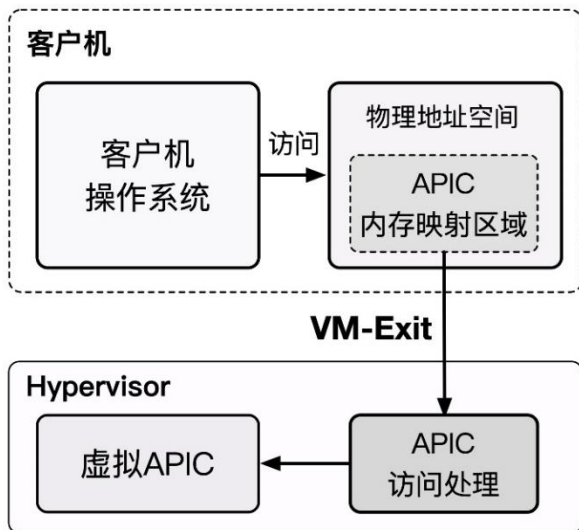 客户机
客户机
操作系统
访问
物理地址空间
APIC
内存映射区域
VM-Exit
Hypervisor
虚拟APIC
APIC
访问处理